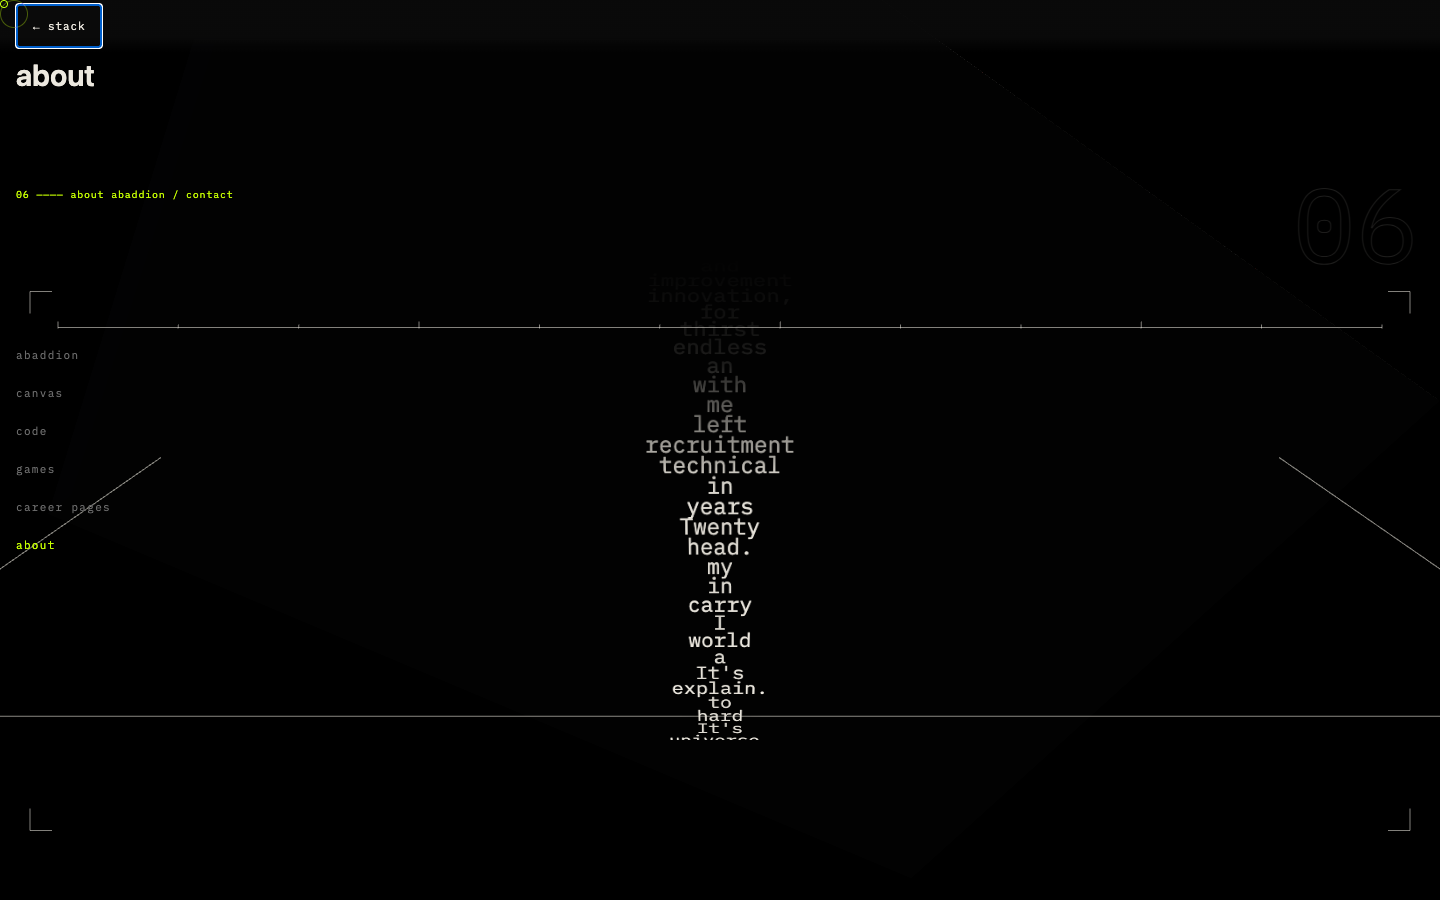 ← stack
about
06 ──── about abaddion / contact
06
improvement
innovation,
for
thirst
endless
an
with
me
left
recruitment
technical
in
years
Twenty
head.
my
in
carry
I
world
a
It's
explain.
to
hard
It's
universe
abaddion
canvas
code
games
career pages
about